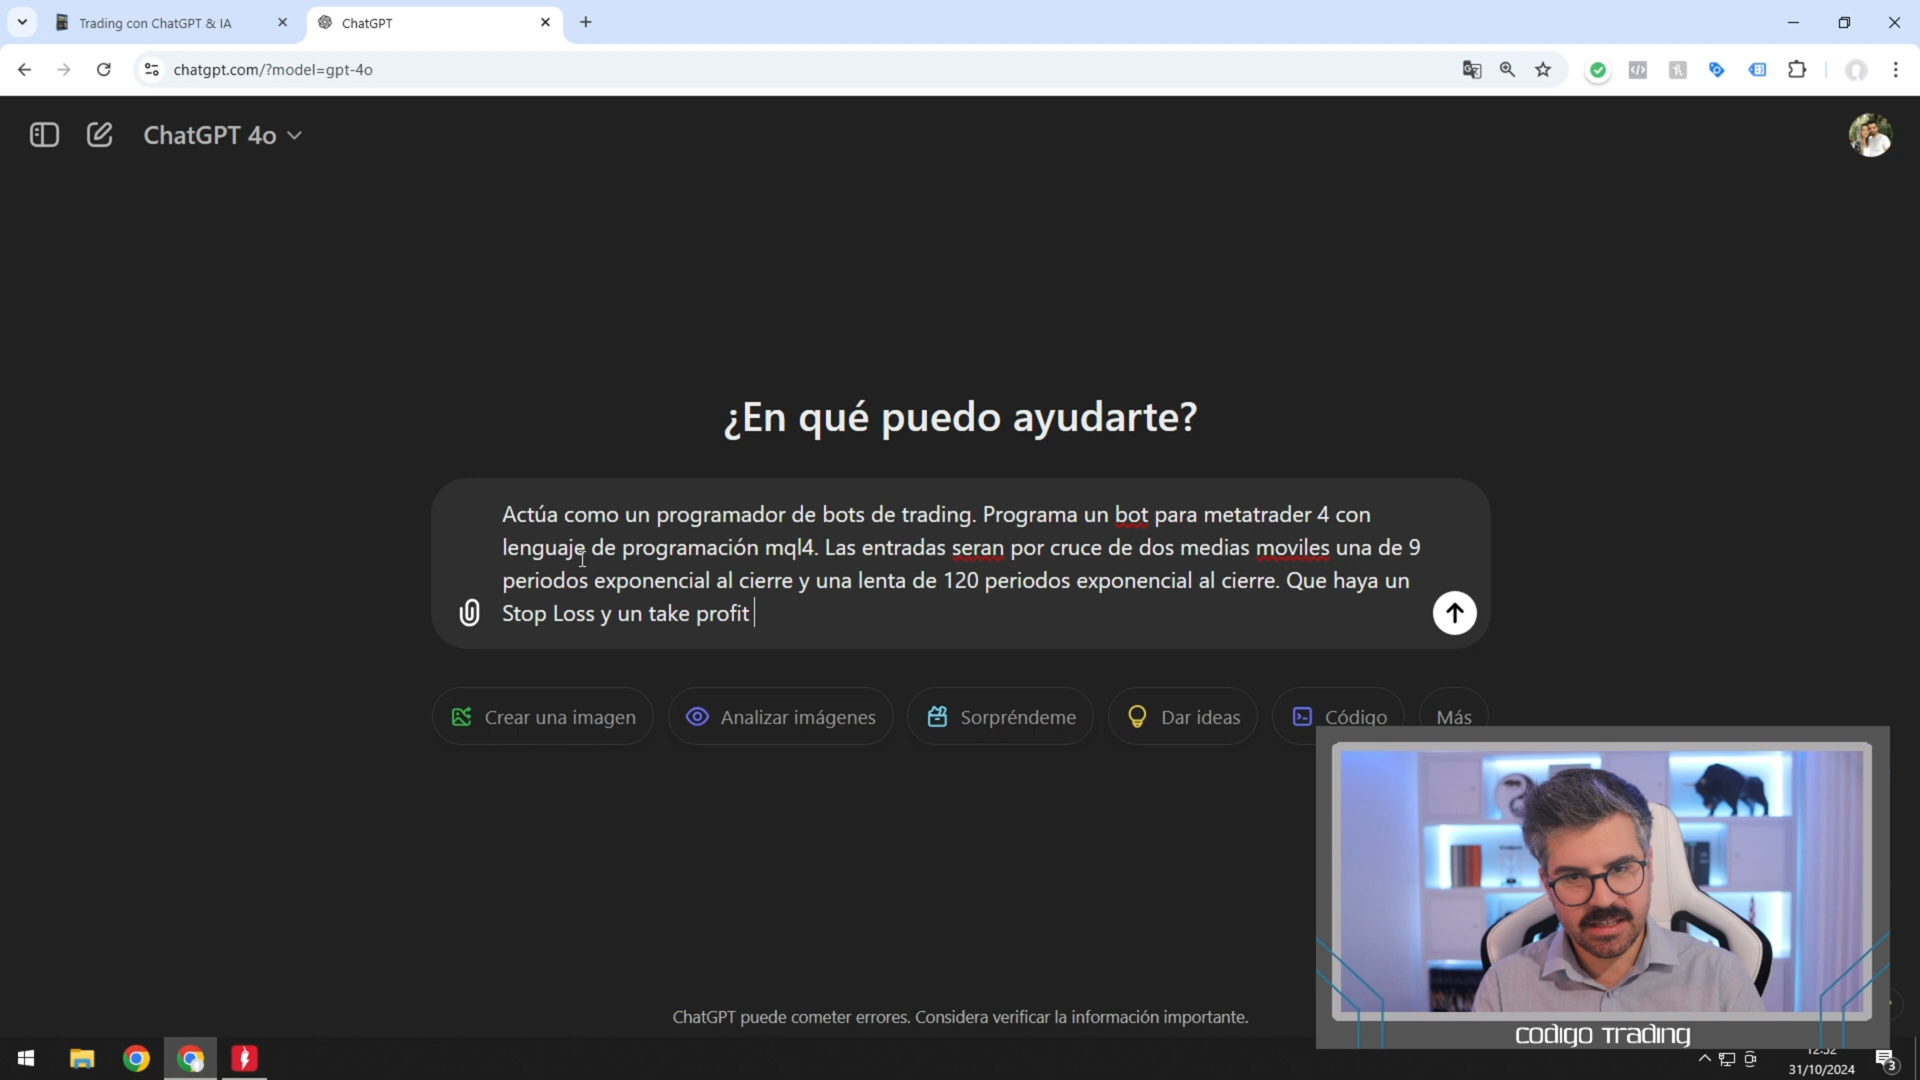 Trading con ChatGPT & IA
ChatGPT
chatgpt.com/?model=gpt-4o
ChatGPT 4o
¿En qué puedo ayudarte?
Actúa como un programador de bots de trading. Programa un bot para metatrader 4 con
lenguaje de programación mql4. Las entradas seran por cruce de dos medias moviles una de 9
periodos exponencial al cierre y una lenta de 120 periodos exponencial al cierre. Que haya un
Stop Loss y un take profit
Crear una imagen
Analizar imágenes
Sorpréndeme
Dar ideas
Código
Más
ChatGPT puede cometer errores. Considera verificar la información importante.
CODIGO TRADING
31/10/2024
3